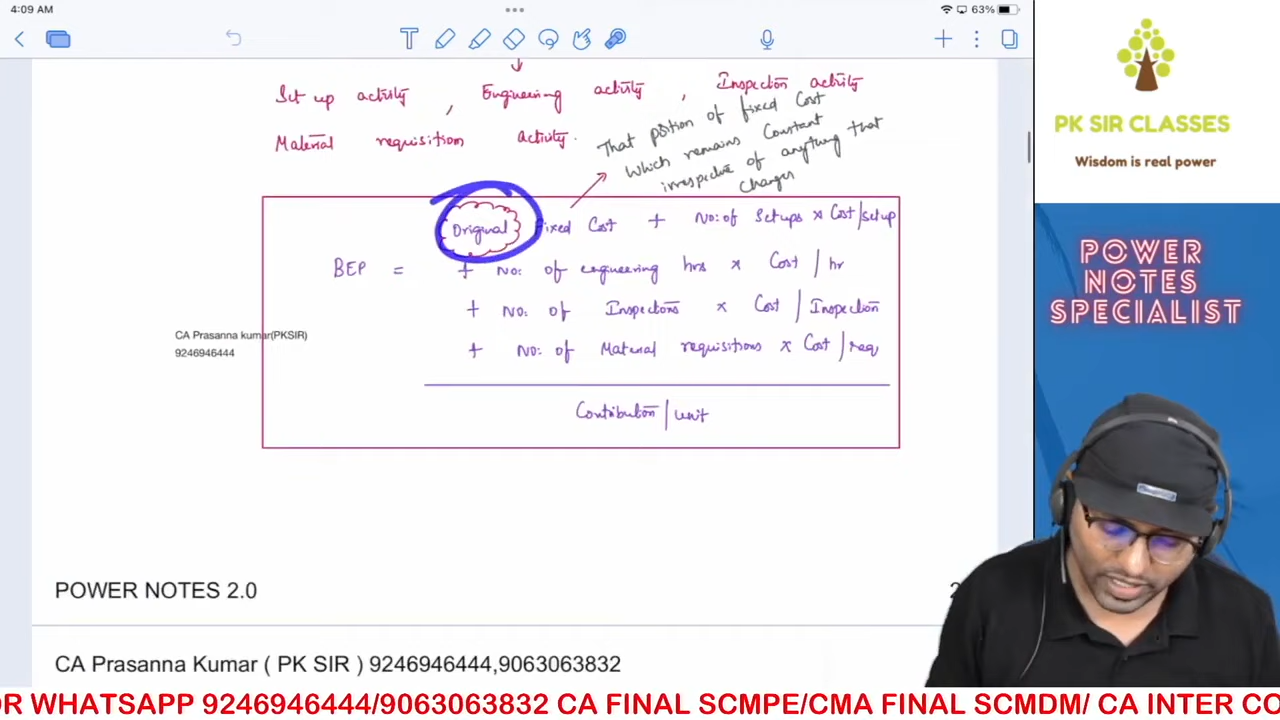 4:09 AM
63%
Set up activity , Engineering activity , Inspection activity
Material requisition activity.
That portion of fixed Cost
Which remains Constant
irrespective of anything that
Changes
Original Fixed Cost + No: of Setups x Cost/setup
BEP = + No: of engineering hrs x Cost / hr
+ No: of Inspections x Cost / Inspection
+ No: of Material requisitions x Cost / req
Contribution / unit
CA Prasanna kumar(PKSIR)
9246946444
POWER NOTES 2.0
CA Prasanna Kumar ( PK SIR ) 9246946444,9063063832
PK SIR CLASSES
Wisdom is real power
POWER
NOTES
SPECIALIST
OR WHATSAPP 9246946444/9063063832 CA FINAL SCMPE/CMA FINAL SCMDM/ CA INTER CO